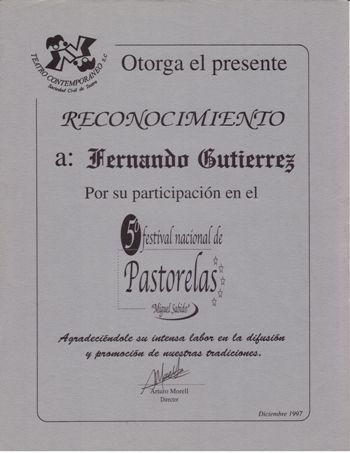 TEATRO CONTEMPORANEO S.C
Sociedad Civil de Teatro
Otorga el presente
RECONOCIMIENTO
a: Fernando Gutierrez
Por su participación en el
5º festival nacional de
Pastorelas
"Miguel Sabido"
Agradeciéndole su intensa labor en la difusión
y promoción de nuestras tradiciones.
Arturo Morell
Director
Diciembre 1997